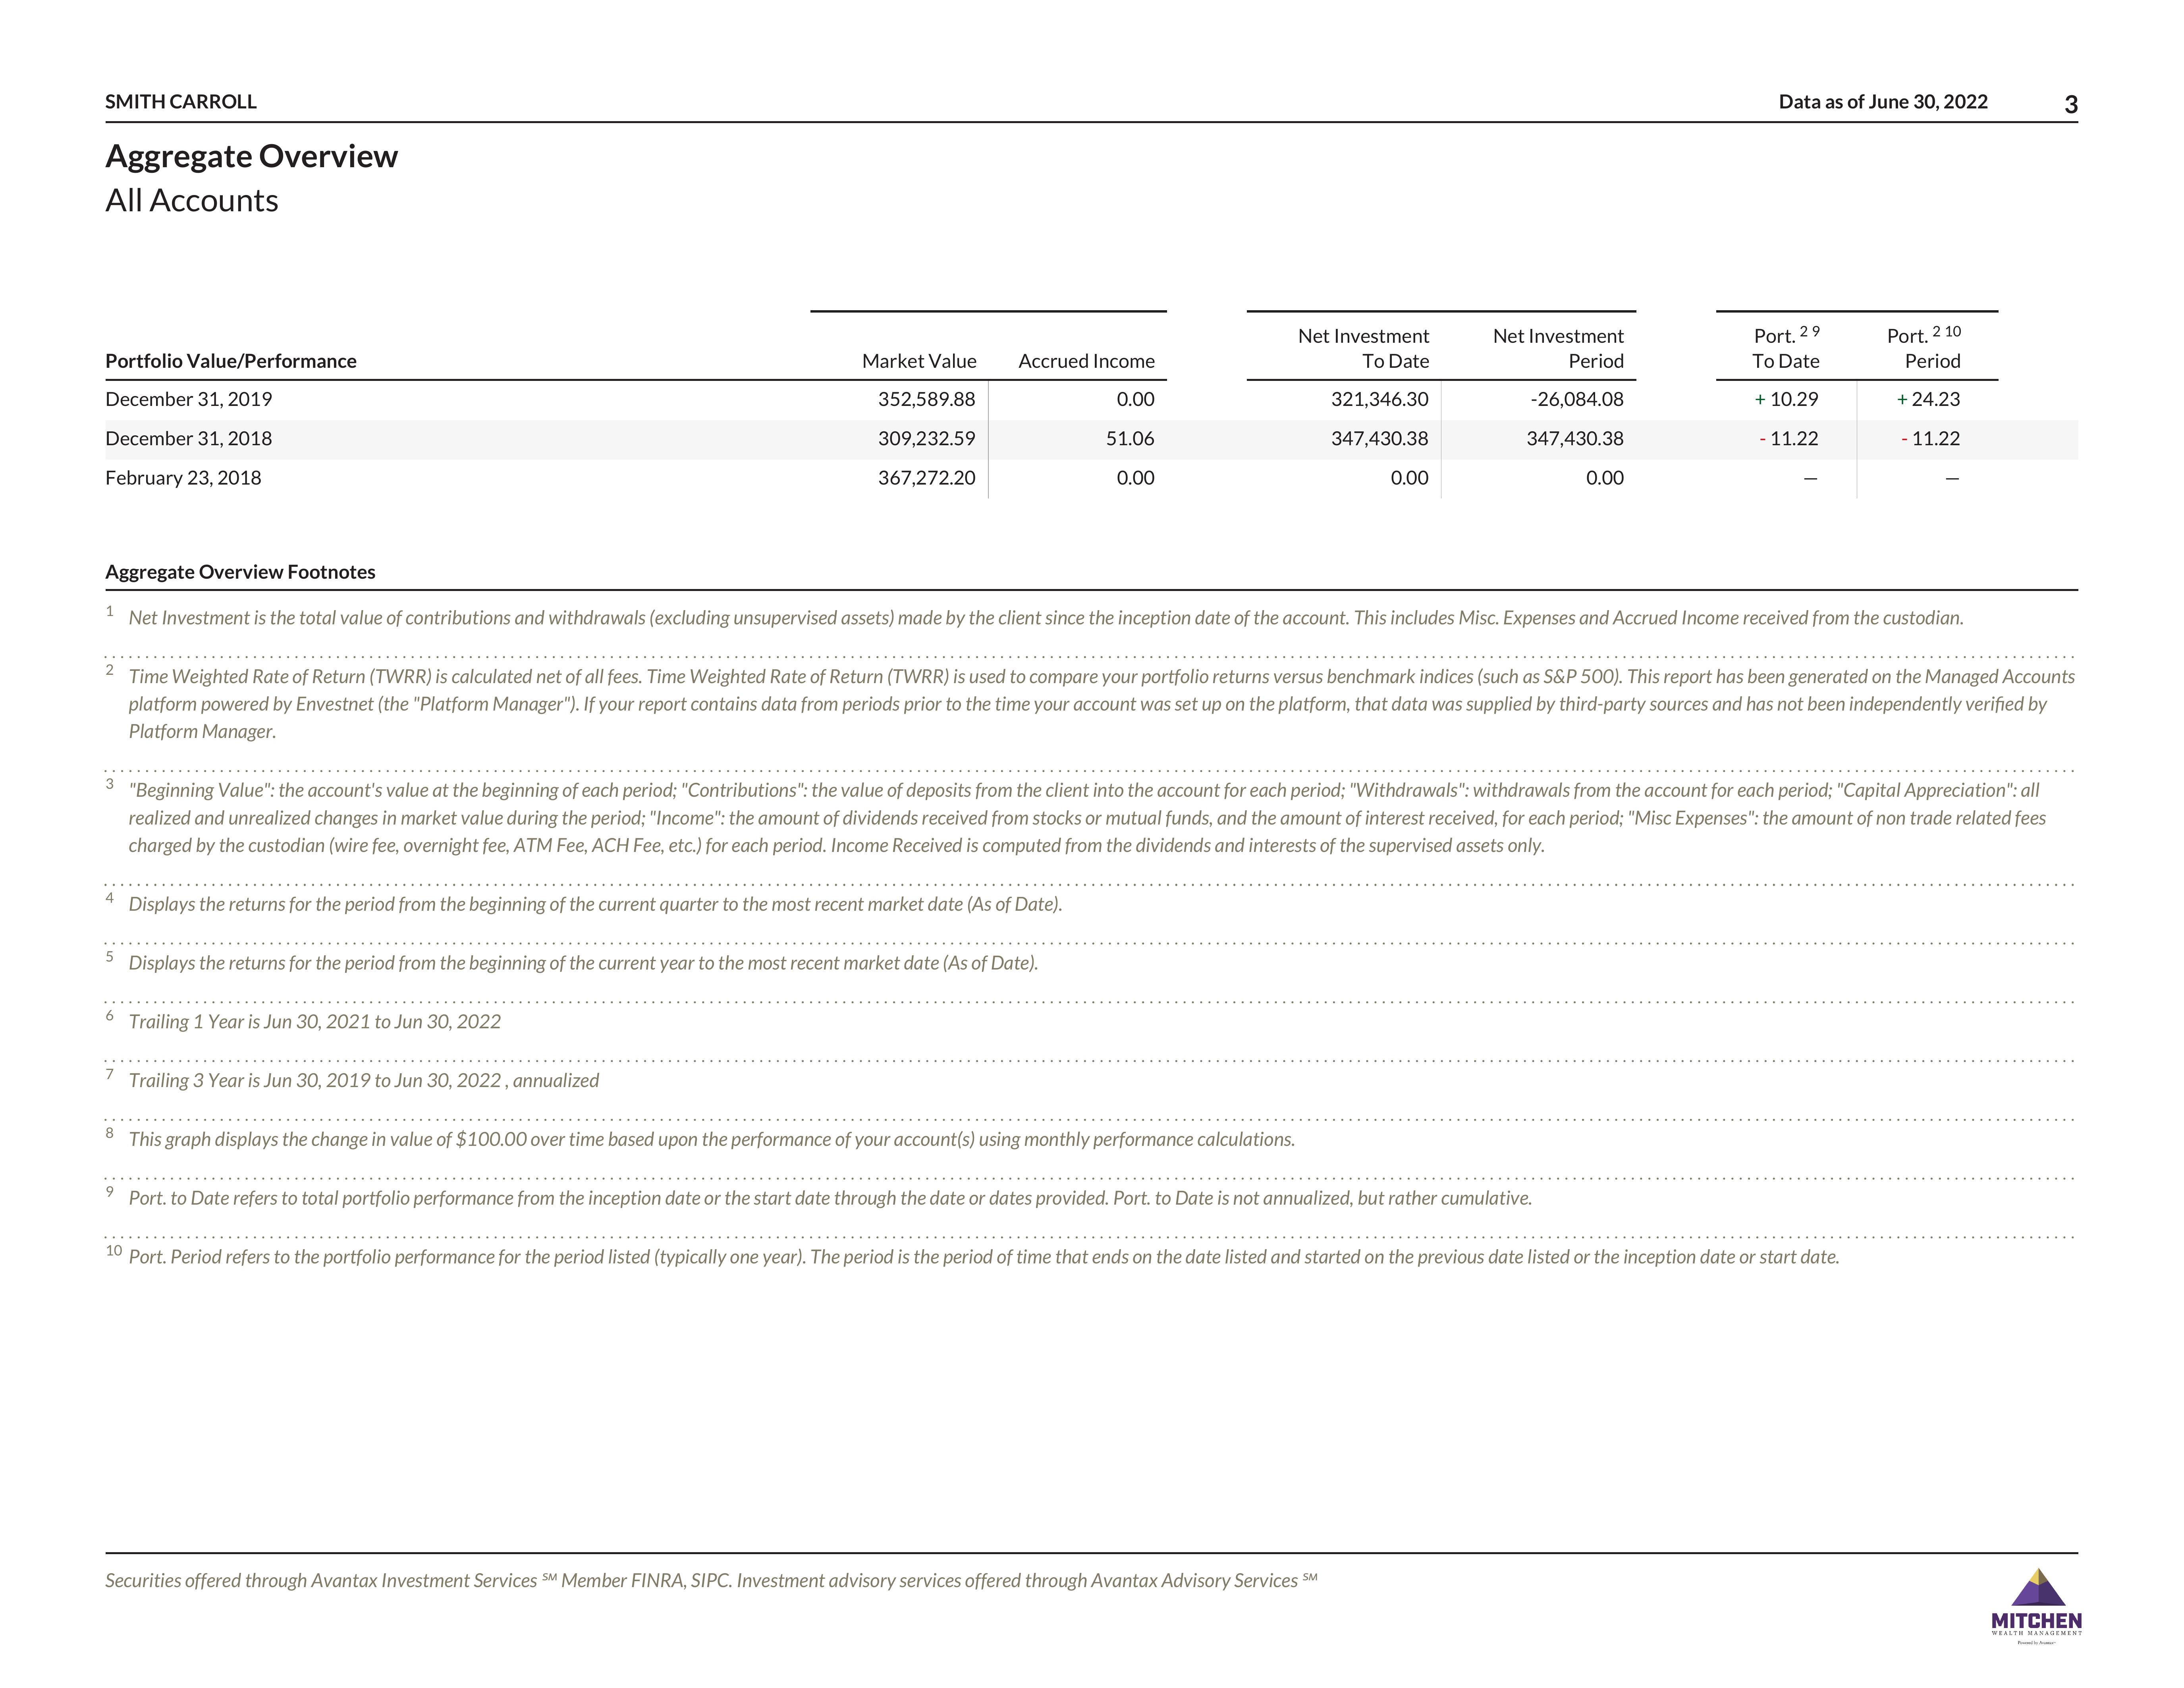 SMITH CARROLL
Data as of June 30, 2022
3
Aggregate Overview
All Accounts
Portfolio Value/Performance Market Value Accrued Income Net Investment To Date Net Investment Period Port. 2 9 To Date Port. 2 10 Period
December 31, 2019 352,589.88 0.00 321,346.30 -26,084.08 + 10.29 + 24.23
December 31, 2018 309,232.59 51.06 347,430.38 347,430.38 - 11.22 - 11.22
February 23, 2018 367,272.20 0.00 0.00 0.00 — —
Aggregate Overview Footnotes
1 Net Investment is the total value of contributions and withdrawals (excluding unsupervised assets) made by the client since the inception date of the account. This includes Misc. Expenses and Accrued Income received from the custodian.
2 Time Weighted Rate of Return (TWRR) is calculated net of all fees. Time Weighted Rate of Return (TWRR) is used to compare your portfolio returns versus benchmark indices (such as S&P 500). This report has been generated on the Managed Accounts
platform powered by Envestnet (the "Platform Manager"). If your report contains data from periods prior to the time your account was set up on the platform, that data was supplied by third-party sources and has not been independently verified by
Platform Manager.
3 "Beginning Value": the account's value at the beginning of each period; "Contributions": the value of deposits from the client into the account for each period; "Withdrawals": withdrawals from the account for each period; "Capital Appreciation": all
realized and unrealized changes in market value during the period; "Income": the amount of dividends received from stocks or mutual funds, and the amount of interest received, for each period; "Misc Expenses": the amount of non trade related fees
charged by the custodian (wire fee, overnight fee, ATM Fee, ACH Fee, etc.) for each period. Income Received is computed from the dividends and interests of the supervised assets only.
4 Displays the returns for the period from the beginning of the current quarter to the most recent market date (As of Date).
5 Displays the returns for the period from the beginning of the current year to the most recent market date (As of Date).
6 Trailing 1 Year is Jun 30, 2021 to Jun 30, 2022
7 Trailing 3 Year is Jun 30, 2019 to Jun 30, 2022 , annualized
8 This graph displays the change in value of $100.00 over time based upon the performance of your account(s) using monthly performance calculations.
9 Port. to Date refers to total portfolio performance from the inception date or the start date through the date or dates provided. Port. to Date is not annualized, but rather cumulative.
10 Port. Period refers to the portfolio performance for the period listed (typically one year). The period is the period of time that ends on the date listed and started on the previous date listed or the inception date or start date.
Securities offered through Avantax Investment Services ℠ Member FINRA, SIPC. Investment advisory services offered through Avantax Advisory Services ℠
MITCHEN
WEALTH MANAGEMENT
Powered by Avantax